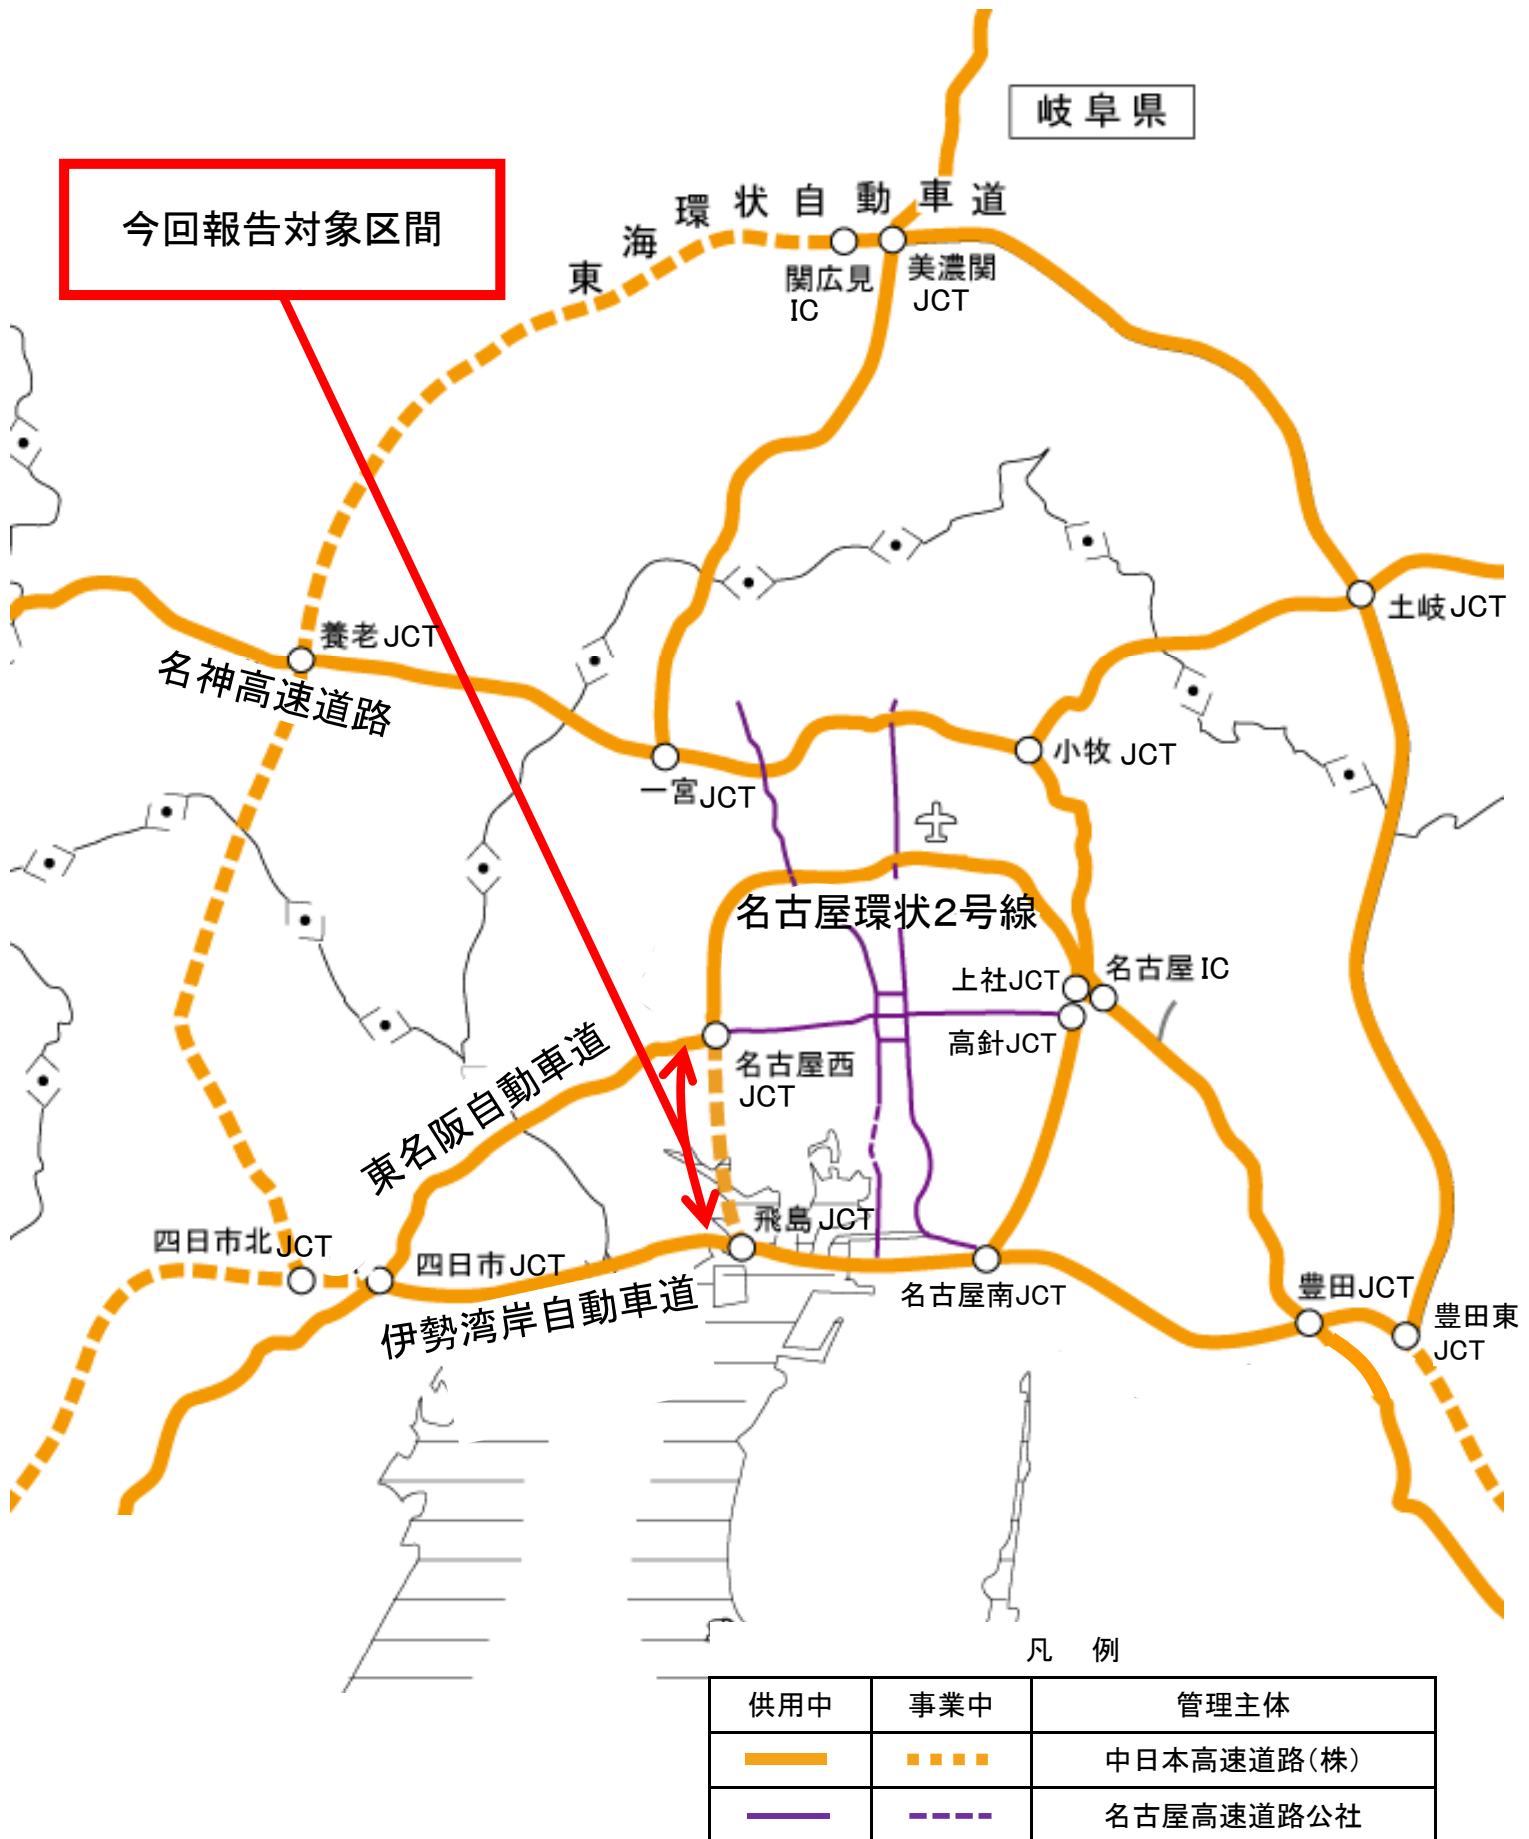 岐阜県
今回報告対象区間
東海環状自動車道
関広見
IC
美濃関
JCT
養老JCT
土岐JCT
名神高速道路
小牧 JCT
一宮JCT
名古屋環状2号線
上社JCT
名古屋IC
高針JCT
東名阪自動車道
名古屋西
JCT
飛島JCT
四日市北JCT
四日市JCT
名古屋南JCT
豊田JCT
豊田東
JCT
伊勢湾岸自動車道
凡 例
供用中 事業中 管理主体
中日本高速道路(株)
名古屋高速道路公社